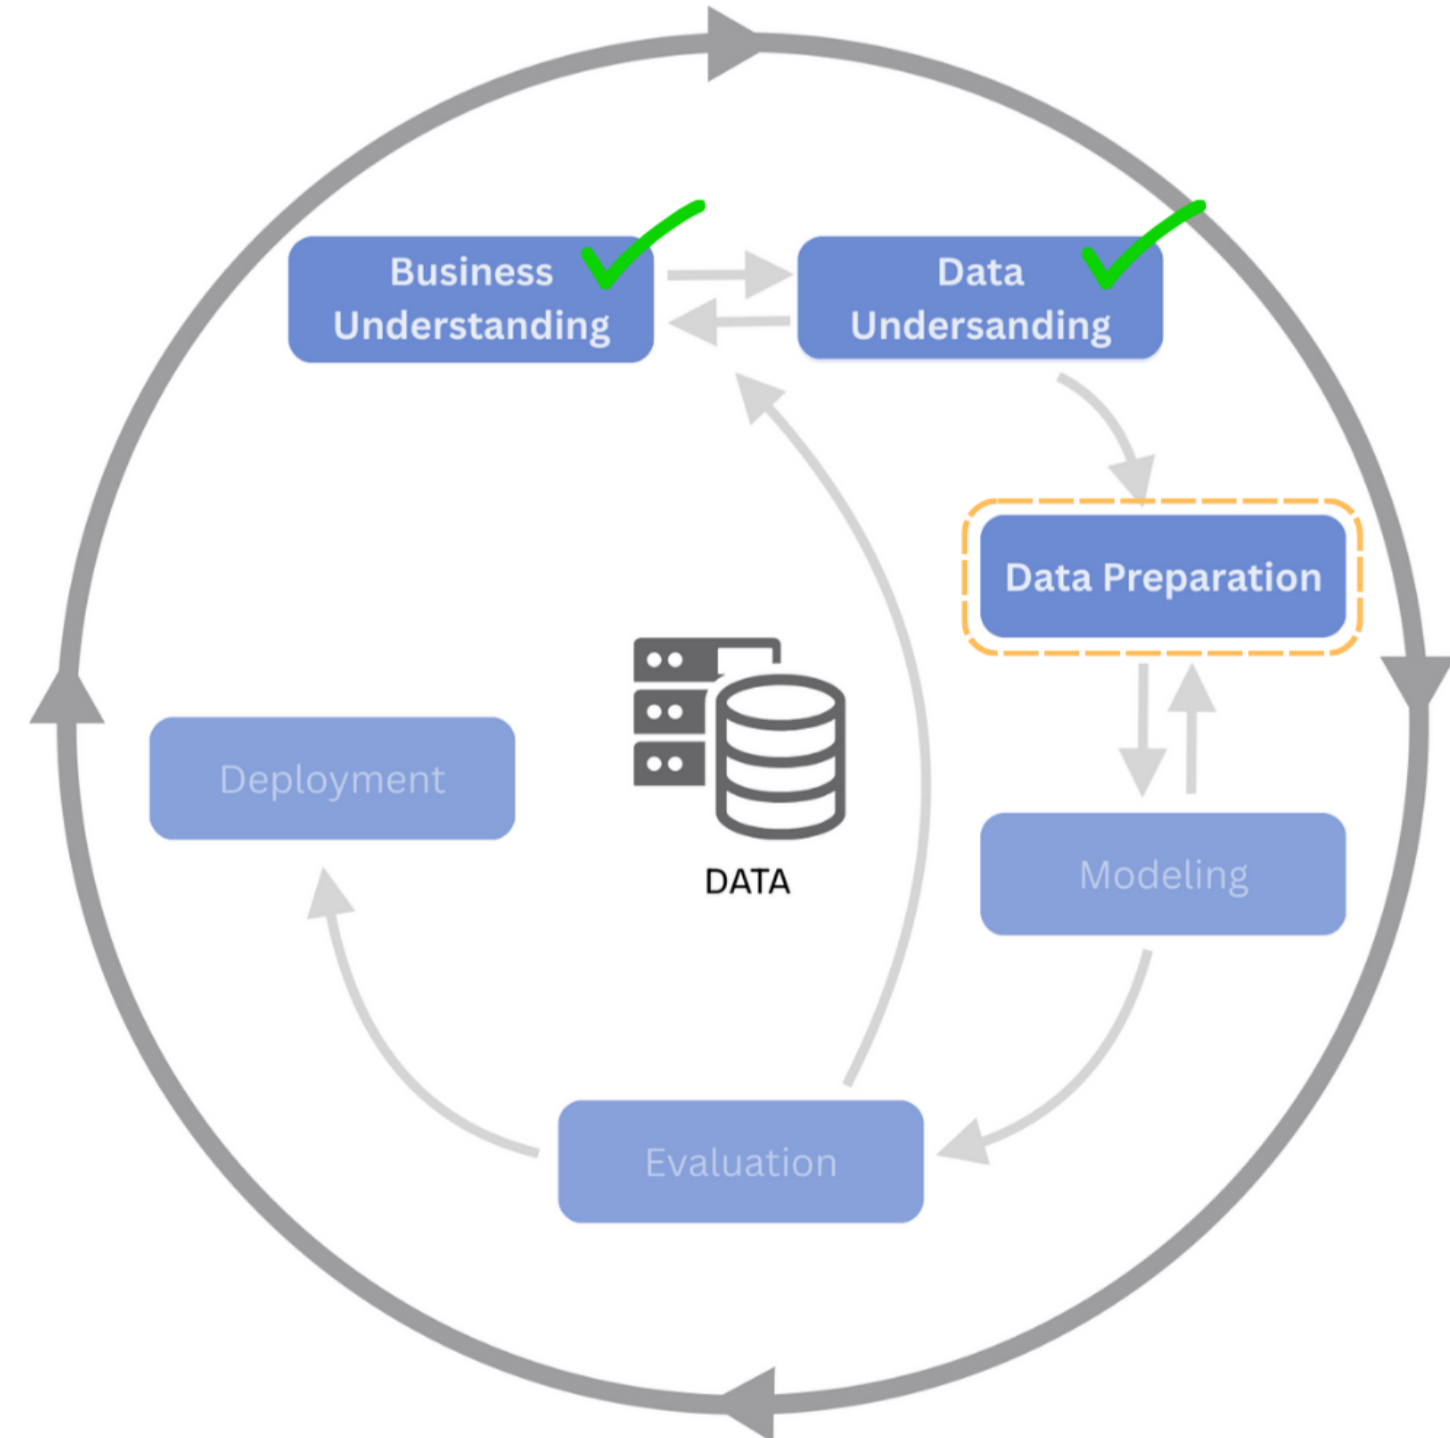 Business
Understanding
Data
Undersanding
Data Preparation
Deployment
DATA
Modeling
Evaluation